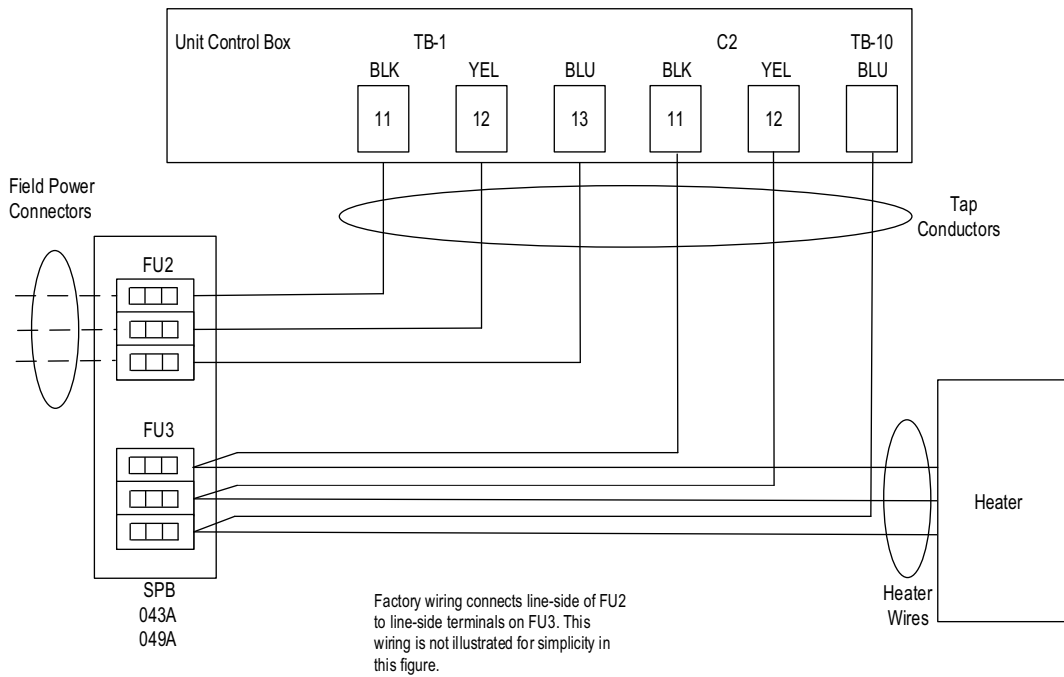 Unit Control Box
TB-1
C2
TB-10
BLK
YEL
BLU
BLK
YEL
BLU
11
12
13
11
12
Field Power
Connectors
Tap
Conductors
FU2
FU3
Heater
SPB
043A
049A
Factory wiring connects line-side of FU2
to line-side terminals on FU3. This
wiring is not illustrated for simplicity in
this figure.
Heater
Wires